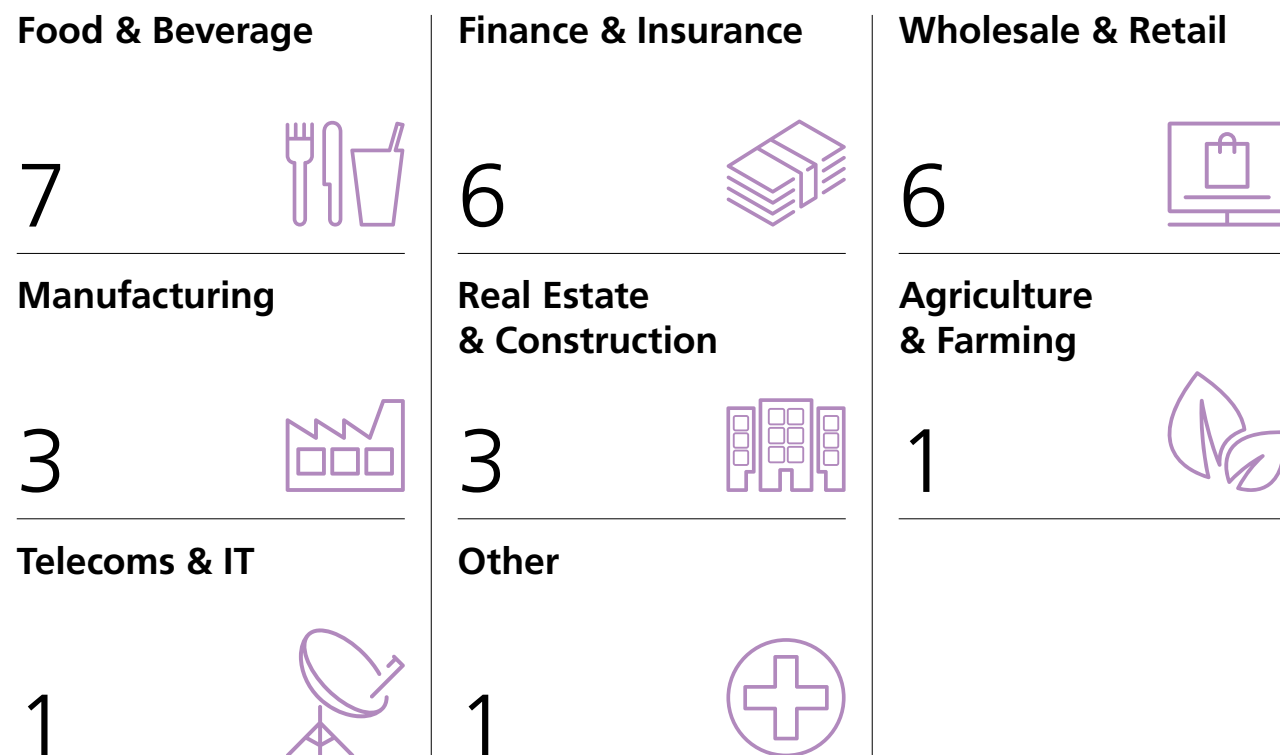 Food & Beverage
7
Finance & Insurance
6
Wholesale & Retail
6
Manufacturing
3
Real Estate
& Construction
3
Agriculture
& Farming
1
Telecoms & IT
1
Other
1